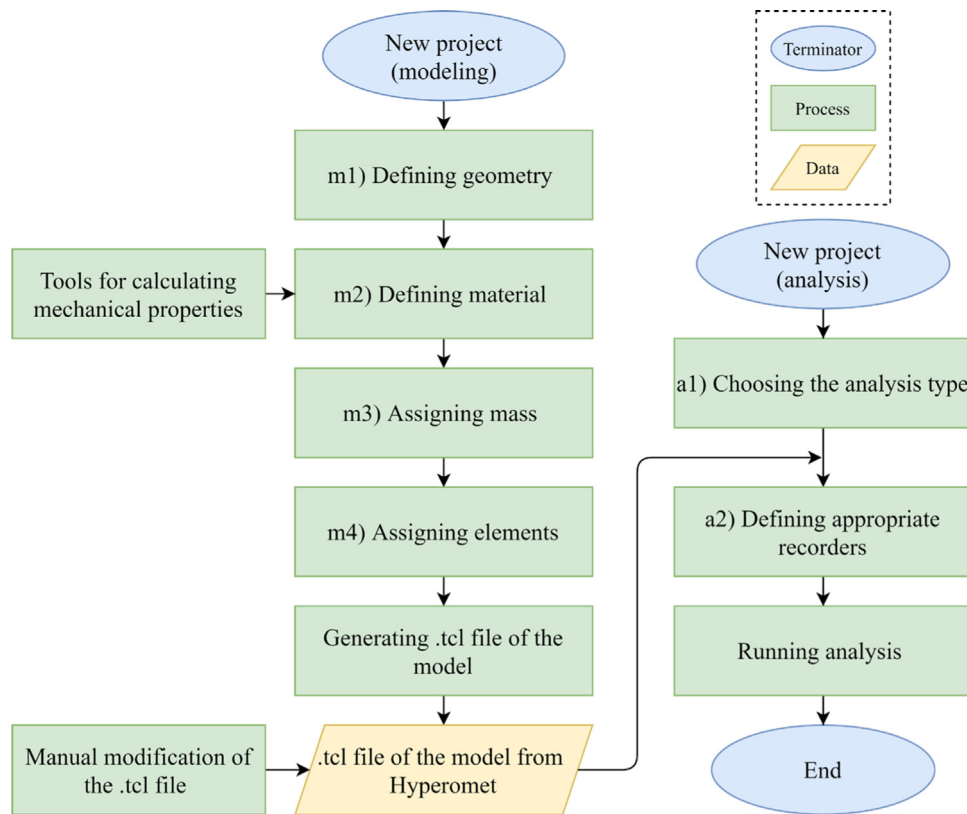 New project
(modeling)
m1) Defining geometry
Tools for calculating
mechanical properties
m2) Defining material
m3) Assigning mass
m4) Assigning elements
Generating .tcl file of the
model
Manual modification of
the .tcl file
.tcl file of the model from
Hyperomet
Terminator
Process
Data
New project
(analysis)
a1) Choosing the analysis type
a2) Defining appropriate
recorders
Running analysis
End